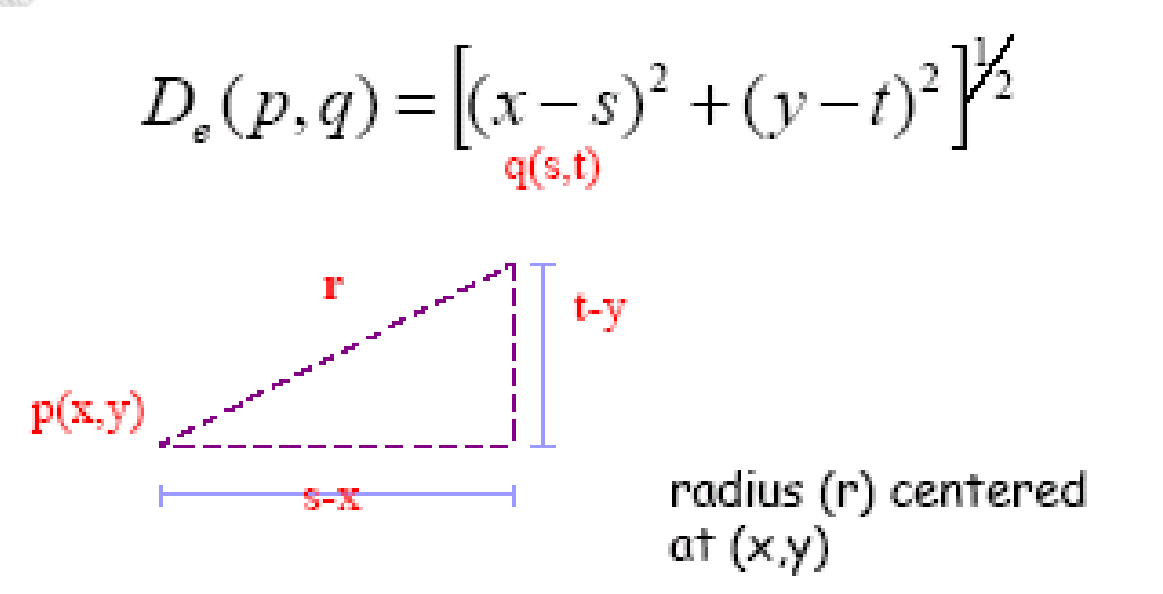 Dₑ(p,q) = [(x−s)² + (y−t)²]^1/2
q(s,t)
r
t-y
p(x,y)
s-x
radius (r) centered
at (x,y)